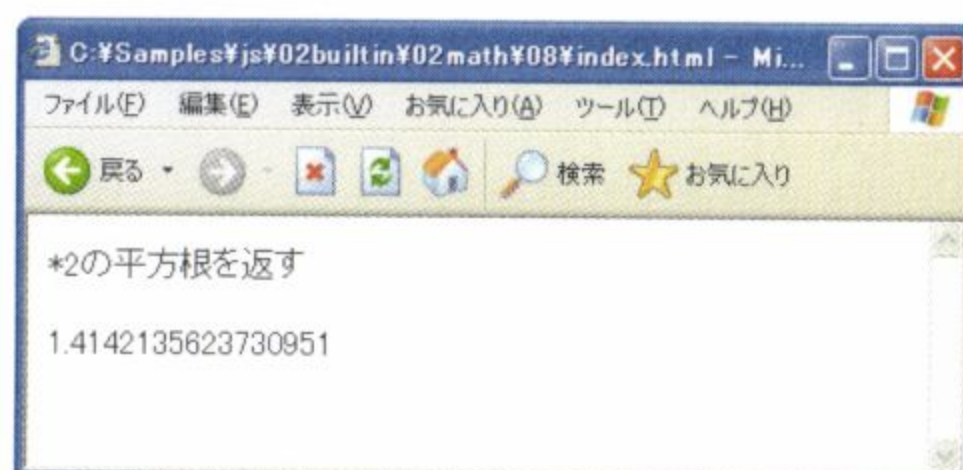 C:¥Samples¥js¥02builtin¥02math¥08¥index.html - Mi...
ファイル(F) 編集(E) 表示(V) お気に入り(A) ツール(T) ヘルプ(H)
戻る 検索 お気に入り
*2の平方根を返す
1.4142135623730951